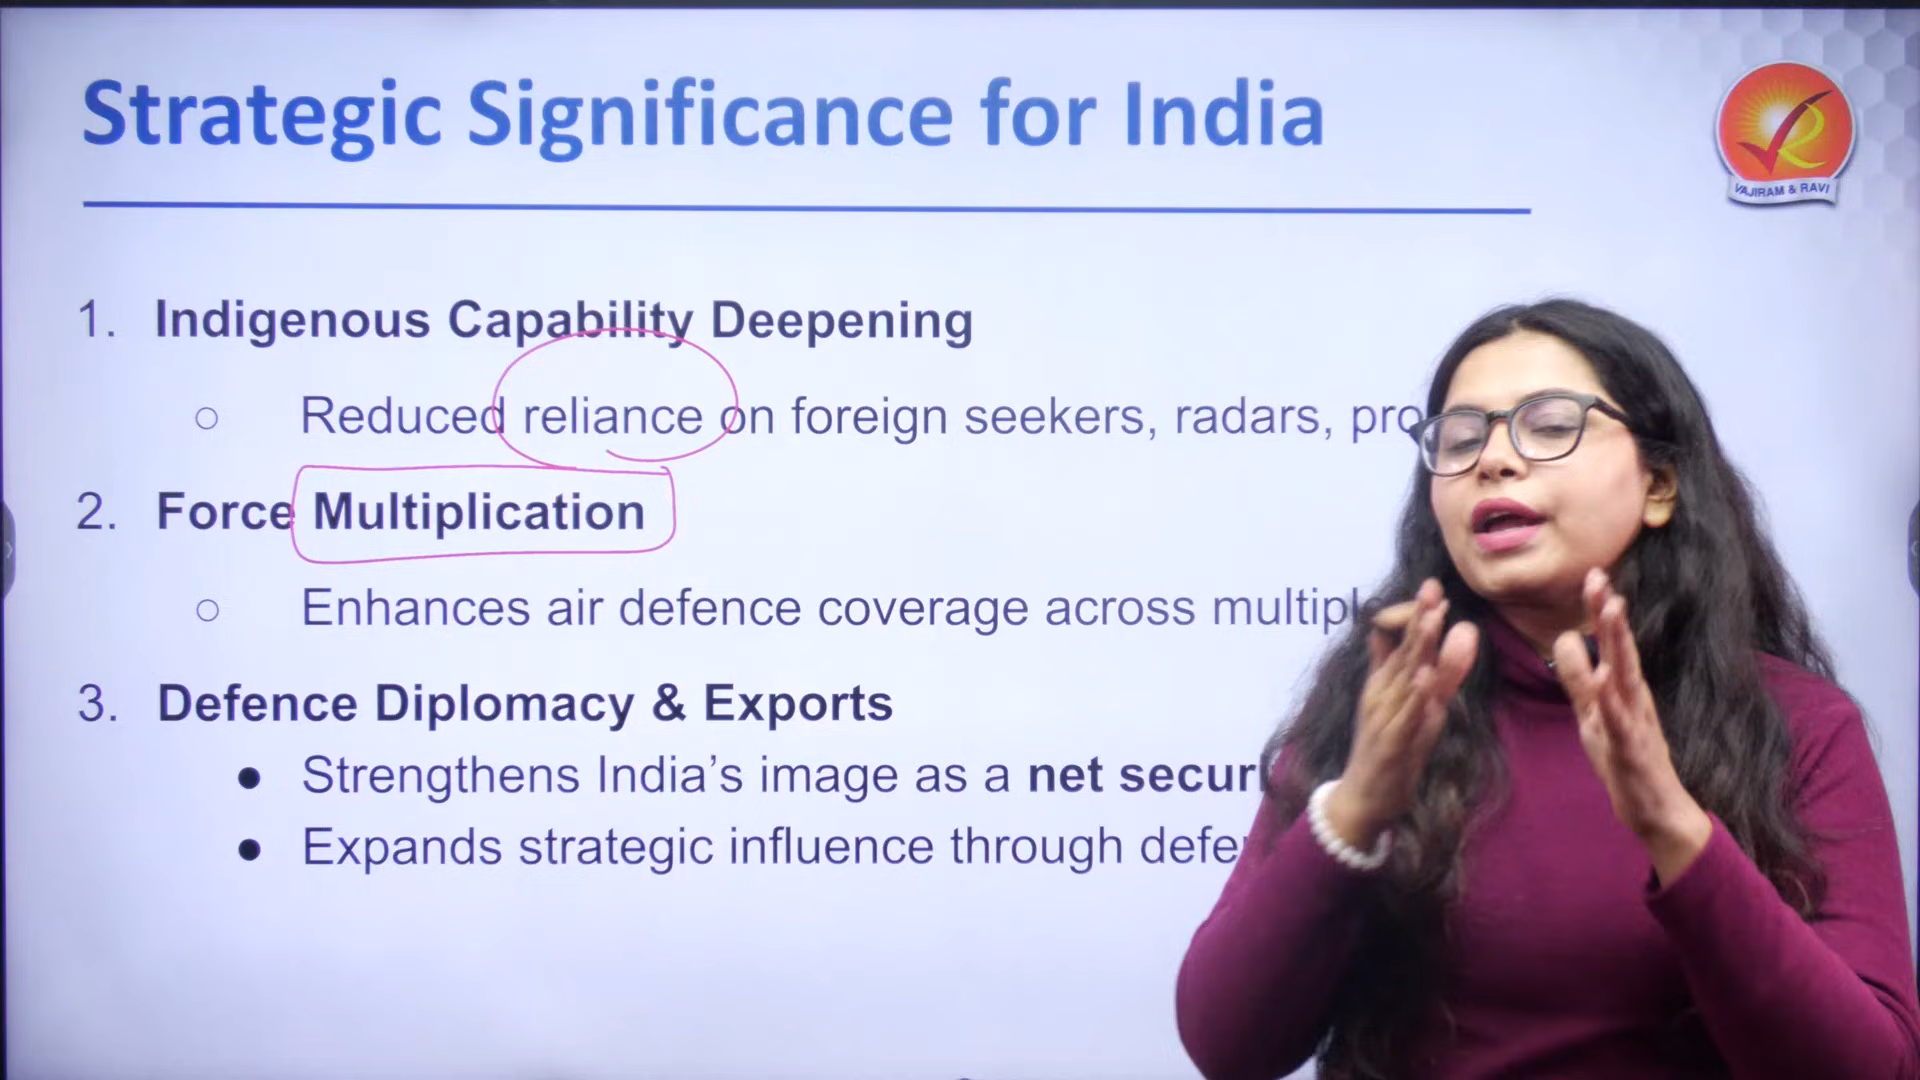 Strategic Significance for India
VAJIRAM & RAVI
1. Indigenous Capability Deepening
Reduced reliance on foreign seekers, radars,
2. Force Multiplication
Enhances air defence coverage across
3. Defence Diplomacy & Exports
Strengthens India’s image as a net
Expands strategic influence through